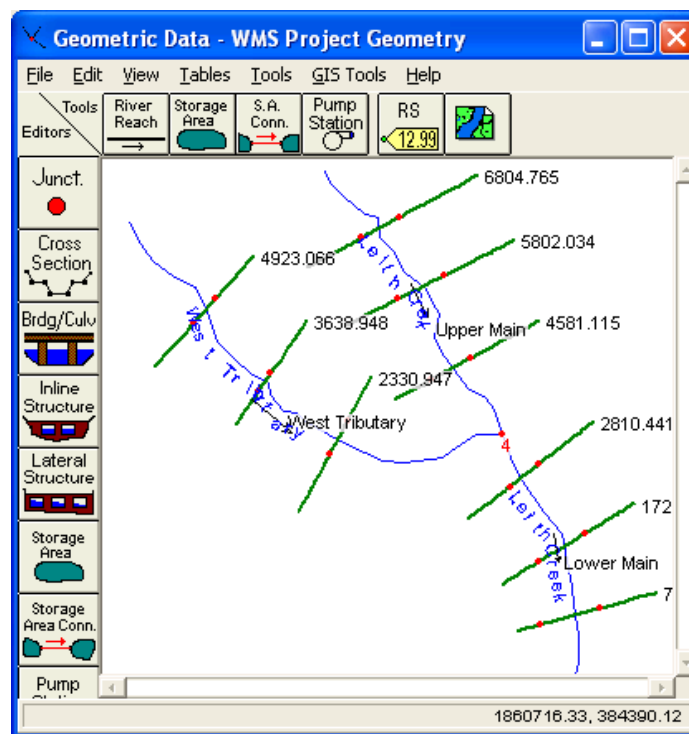 Geometric Data - WMS Project Geometry
File Edit View Tables Tools GIS Tools Help
Tools
Editors
River Reach
Storage Area
S.A. Conn.
Pump Station
RS
12.99
Junct.
Cross Section
Brdg/Culv
Inline Structure
Lateral Structure
Storage Area
Storage Area Conn.
Pump
6804.765
5802.034
4923.066
Leith
Upper Main
4581.115
3638.948
West Tributary
2330.947
West Tributary
4
2810.441
172
Leith Creek
Lower Main
7
1860716.33, 384390.12